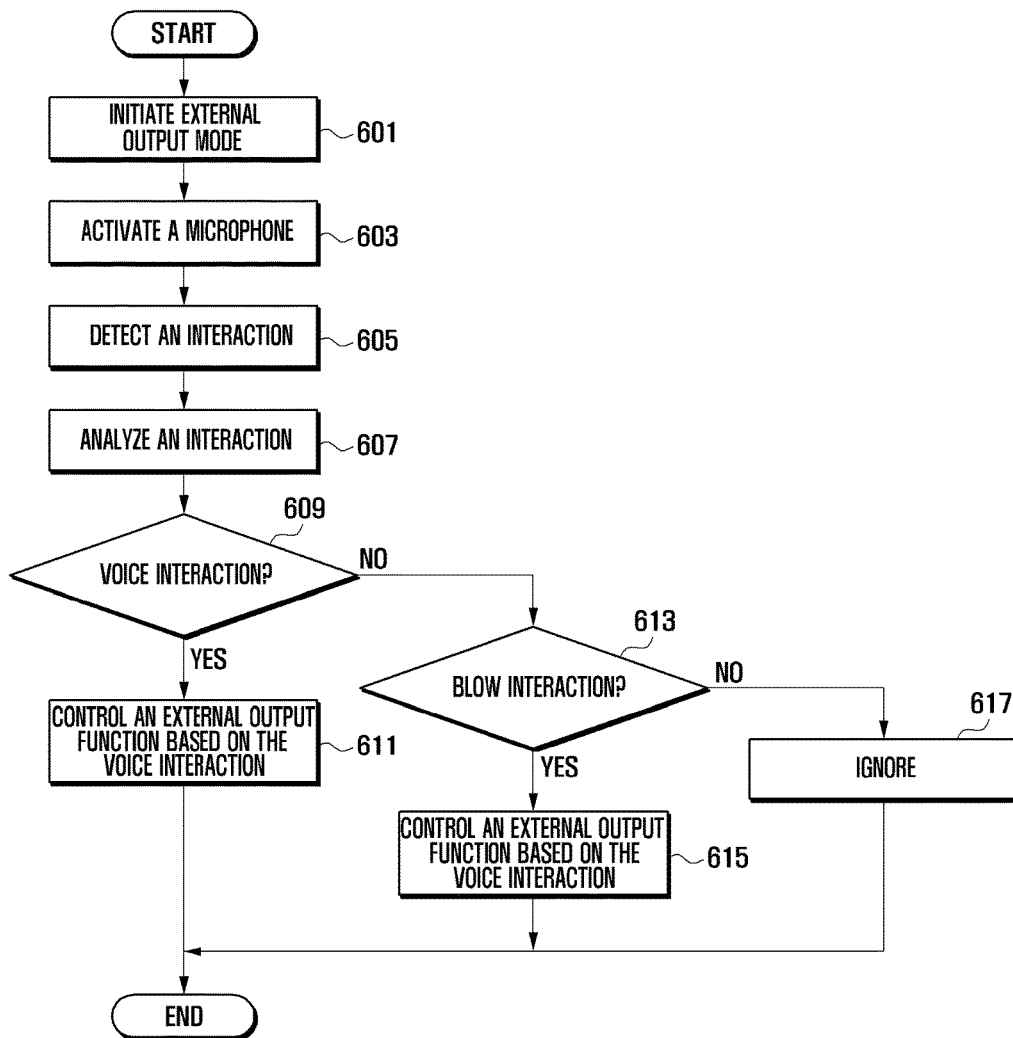 START
INITIATE EXTERNAL
OUTPUT MODE
601
ACTIVATE A MICROPHONE
603
DETECT AN INTERACTION
605
ANALYZE AN INTERACTION
607
609
VOICE INTERACTION?
NO
YES
613
BLOW INTERACTION?
NO
YES
CONTROL AN EXTERNAL OUTPUT
FUNCTION BASED ON THE
VOICE INTERACTION
611
617
IGNORE
CONTROL AN EXTERNAL OUTPUT
FUNCTION BASED ON THE
VOICE INTERACTION
615
END